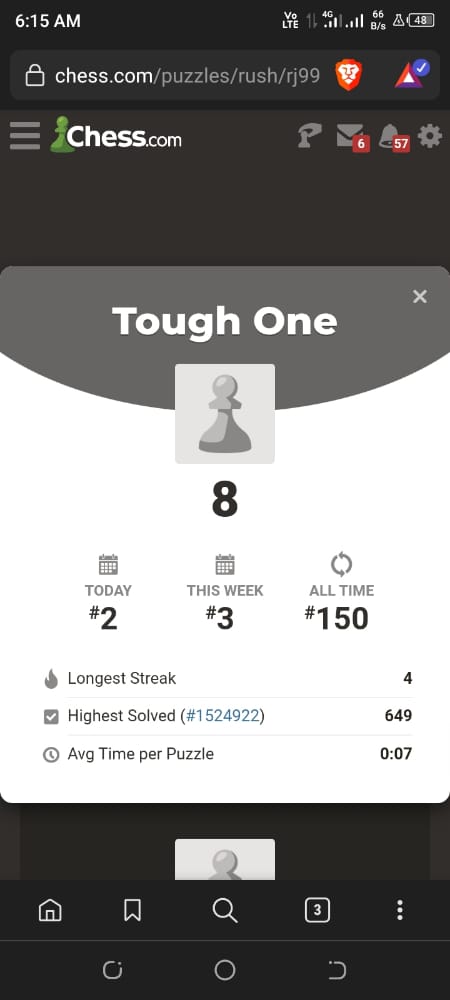 6:15 AM
Vo LTE 4G 66 B/s 48
chess.com/puzzles/rush/rj99
Chess.com
6 57
Tough One
8
TODAY THIS WEEK ALL TIME
#2 #3 #150
Longest Streak 4
Highest Solved (#1524922) 649
Avg Time per Puzzle 0:07
3